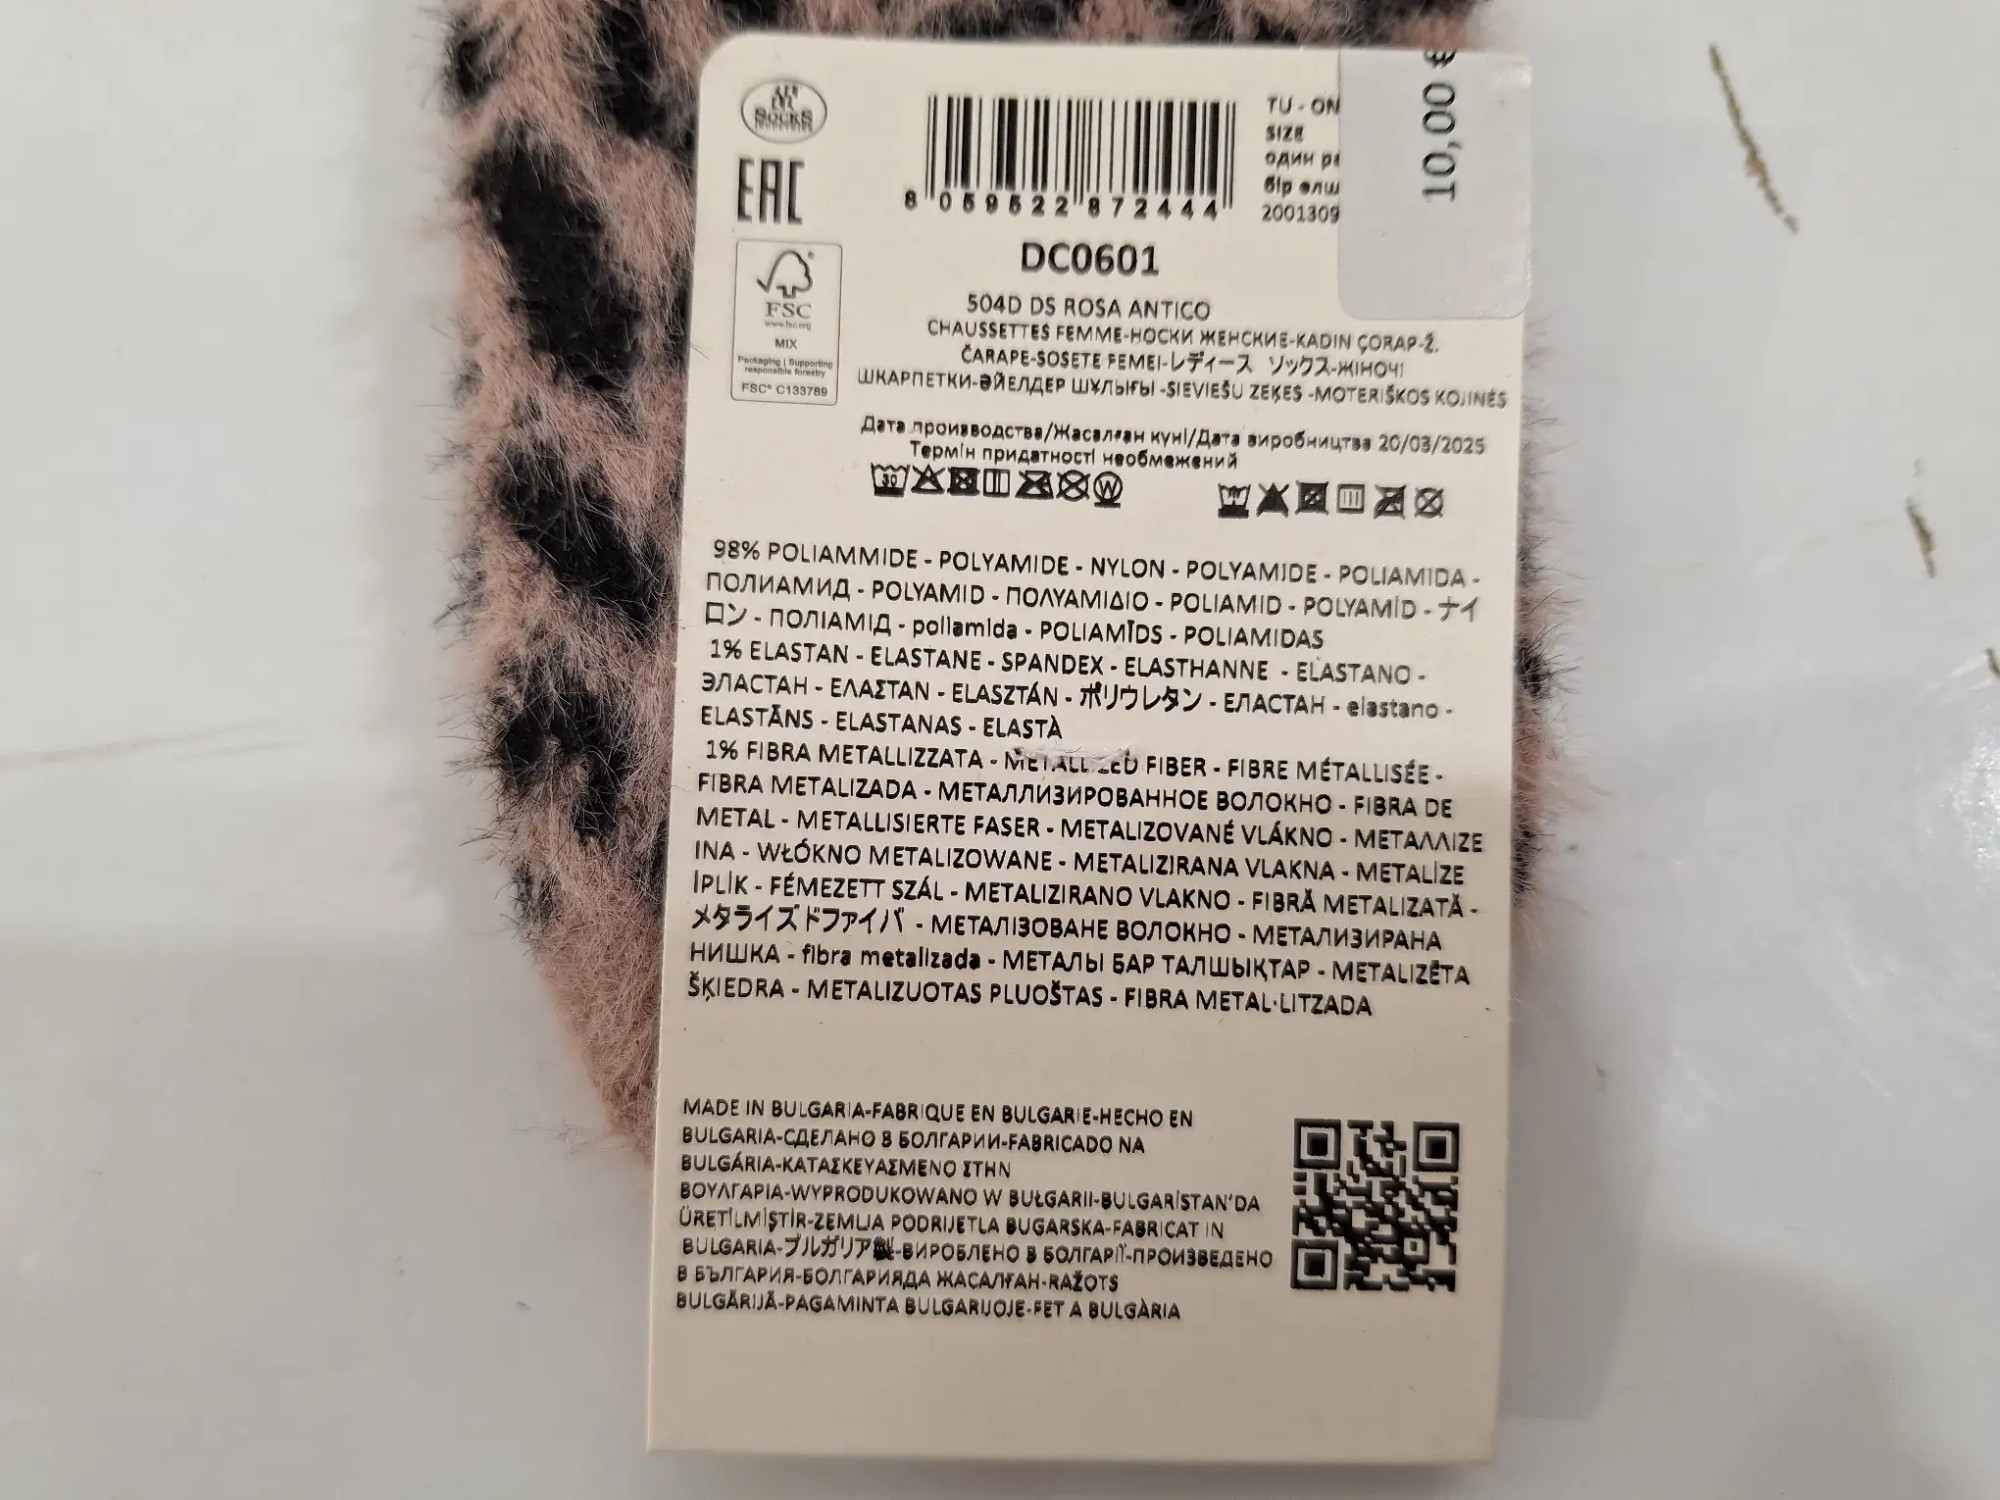 SOCKS
EAC
FSC
www.fsc.org
MIX
Packaging | Supporting
responsible forestry
FSC® C133789
8 059522 872444
TU - ON
SIZE
один ра
бір өлш
2001309
10,00 €
DC0601
504D DS ROSA ANTICO
CHAUSSETTES FEMME-НОСКИ ЖЕНСКИЕ-KADIN ÇORAP-Ž.
ČARAPE-SOSETE FEMEI-レディース ソックス-ЖІНОЧІ
ШКАРПЕТКИ-ӘЙЕЛДЕР ШҰЛЫҒЫ -SIEVIEŠU ZEĶES -MOTERIŠKOS KOJINĖS
Дата производства/Жасалған күні/Дата виробництва 20/03/2025
Термін придатності необмежений
30
W
98% POLIAMMIDE - POLYAMIDE - NYLON - POLYAMIDE - POLIAMIDA -
ПОЛИАМИД - POLYAMID - ΠΟΛΥΑΜΙΔΙΟ - POLIAMID - POLYAMID - ナイ
ロン - ПОЛІАМІД - poliamida - POLIAMĪDS - POLIAMIDAS
1% ELASTAN - ELASTANE - SPANDEX - ELASTHANNE - ELASTANO -
ЭЛАСТАН - ΕΛΑΣΤΑΝ - ELASZTÁN - ポリウレタン - ЕЛАСТАН - elastano -
ELASTĀNS - ELASTANAS - ELASTÀ
1% FIBRA METALLIZZATA - METALLIZED FIBER - FIBRE MÉTALLISÉE -
FIBRA METALIZADA - МЕТАЛЛИЗИРОВАННОЕ ВОЛОКНО - FIBRA DE
METAL - METALLISIERTE FASER - METALIZOVANÉ VLÁKNO - ΜΕΤΑΛΛIZE
INA - WŁÓKNO METALIZOWANE - METALIZIRANA VLAKNA - METALİZE
İPLİK - FÉMEZETT SZÁL - METALIZIRANO VLAKNO - FIBRĂ METALIZATĂ -
メタライズドファイバ - МЕТАЛІЗОВАНЕ ВОЛОКНО - МЕТАЛИЗИРАНА
НИШКА - fibra metalizada - МЕТАЛЫ БАР ТАЛШЫҚТАР - METALIZĒTA
ŠĶIEDRA - METALIZUOTAS PLUOŠTAS - FIBRA METAL·LITZADA
MADE IN BULGARIA-FABRIQUE EN BULGARIE-HECHO EN
BULGARIA-СДЕЛАНО В БОЛГАРИИ-FABRICADO NA
BULGÁRIA-ΚΑΤΑΣΚΕΥΑΣΜΕΝΟ ΣΤΗΝ
ΒΟΥΛΓΑΡΙΑ-WYPRODUKOWANO W BUŁGARII-BULGARİSTAN'DA
ÜRETİLMİŞTİR-ZEMLJA PODRIJETLA BUGARSKA-FABRICAT IN
BULGARIA-ブルガリア製-ВИРОБЛЕНО В БОЛГАРІЇ-ПРОИЗВЕДЕНО
В БЪЛГАРИЯ-БОЛГАРИЯДА ЖАСАЛҒАН-RAŽOTS
BULGĀRIJĀ-PAGAMINTA BULGARIJOJE-FET A BULGÀRIA